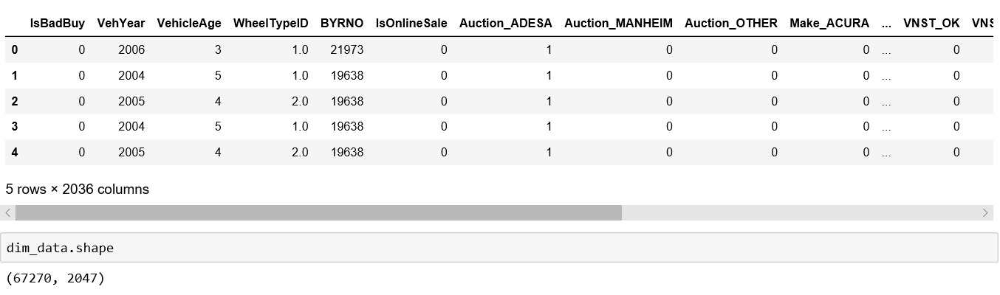 IsBadBuy VehYear VehicleAge WheelTypeID BYRNO IsOnlineSale Auction_ADESA Auction_MANHEIM Auction_OTHER Make_ACURA ... VNST_OK VNS
0 0 2006 3 1.0 21973 0 1 0 0 0 ... 0
1 0 2004 5 1.0 19638 0 1 0 0 0 ... 0
2 0 2005 4 2.0 19638 0 1 0 0 0 ... 0
3 0 2004 5 1.0 19638 0 1 0 0 0 ... 0
4 0 2005 4 2.0 19638 0 1 0 0 0 ... 0
5 rows × 2036 columns
dim_data.shape
(67270, 2047)